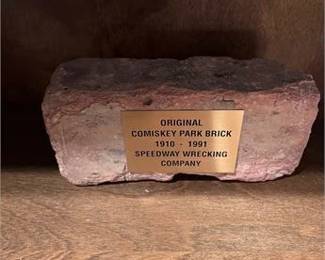 ORIGINAL
COMISKEY PARK BRICK
1910 - 1991
SPEEDWAY WRECKING
COMPANY